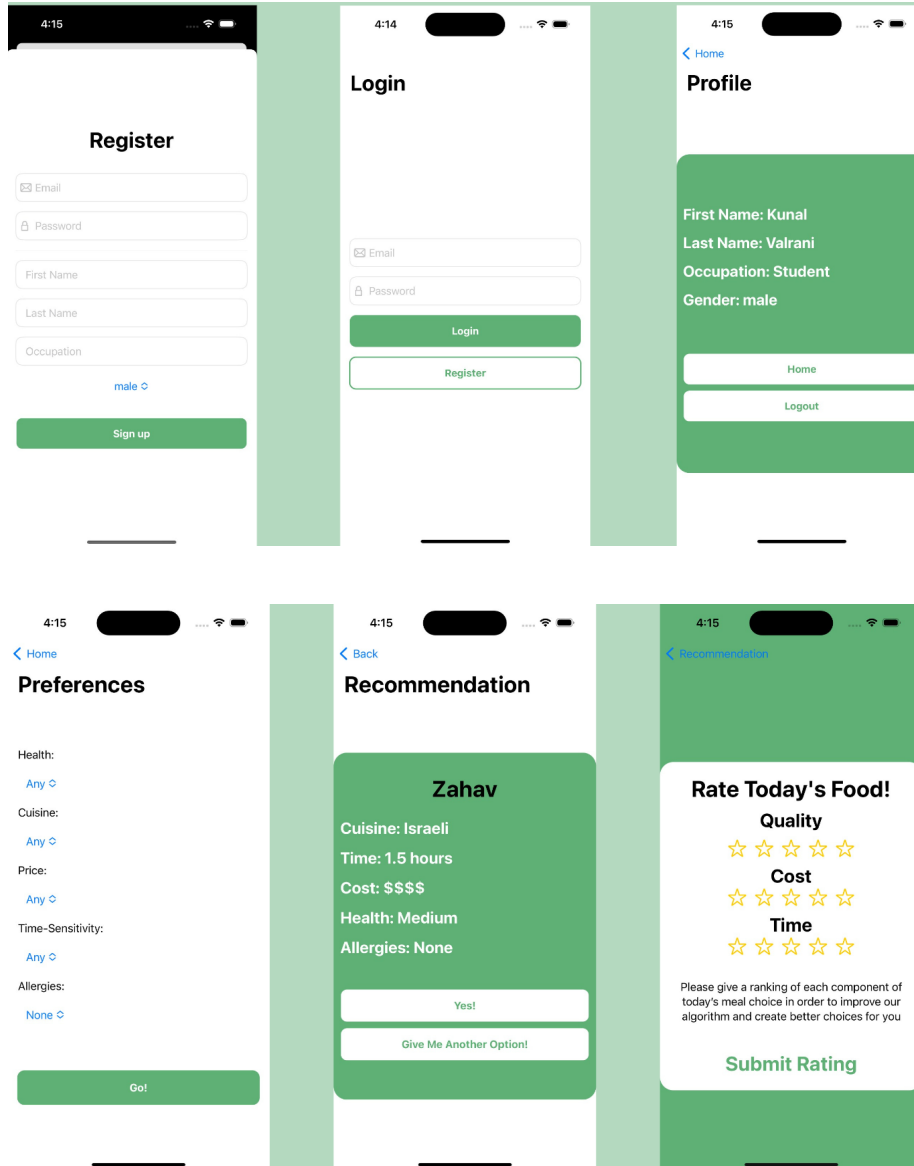 4:15
Register
Email
Password
First Name
Last Name
Occupation
male
Sign up
4:14
Login
Email
Password
Login
Register
4:15
Home
Profile
First Name: Kunal
Last Name: Valrani
Occupation: Student
Gender: male
Home
Logout
4:15
Home
Preferences
Health:
Any
Cuisine:
Any
Price:
Any
Time-Sensitivity:
Any
Allergies:
None
Go!
4:15
Back
Recommendation
Zahav
Cuisine: Israeli
Time: 1.5 hours
Cost: $$$$
Health: Medium
Allergies: None
Yes!
Give Me Another Option!
4:15
Recommendation
Rate Today's Food!
Quality
Cost
Time
Please give a ranking of each component of
today's meal choice in order to improve our
algorithm and create better choices for you
Submit Rating